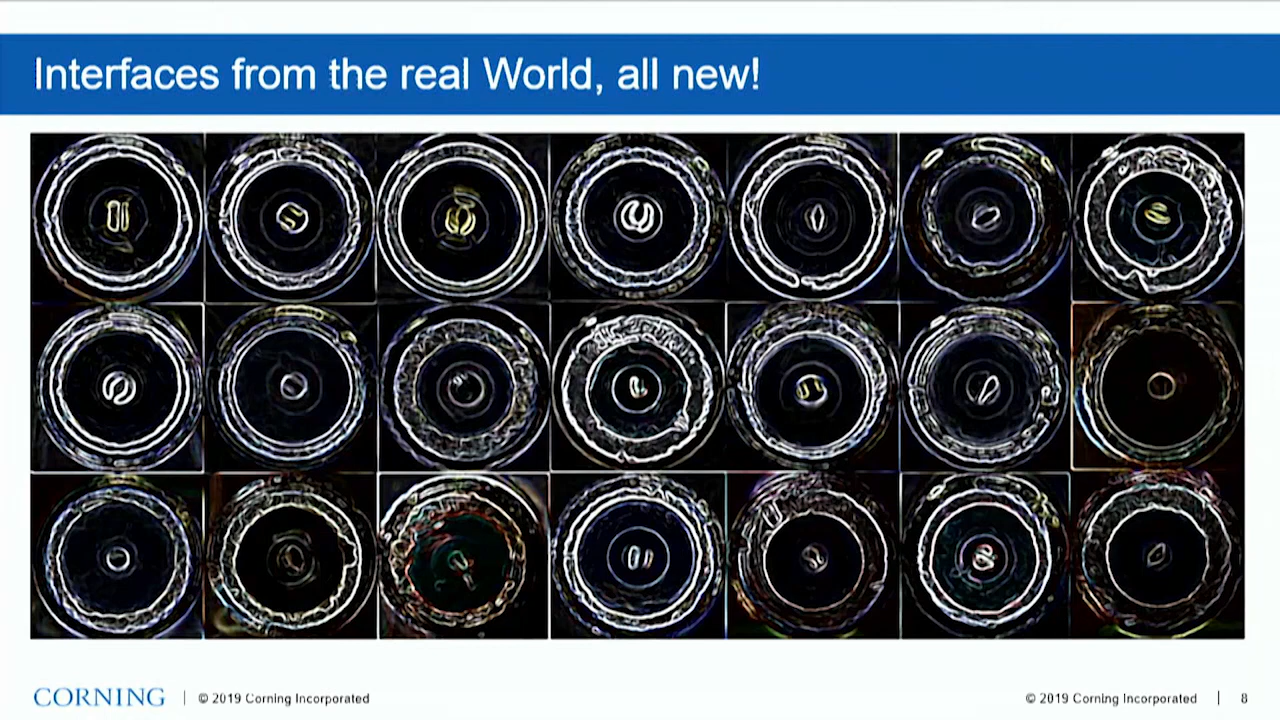 Interfaces from the real World, all new!
CORNING | © 2019 Corning Incorporated
© 2019 Corning Incorporated | 8